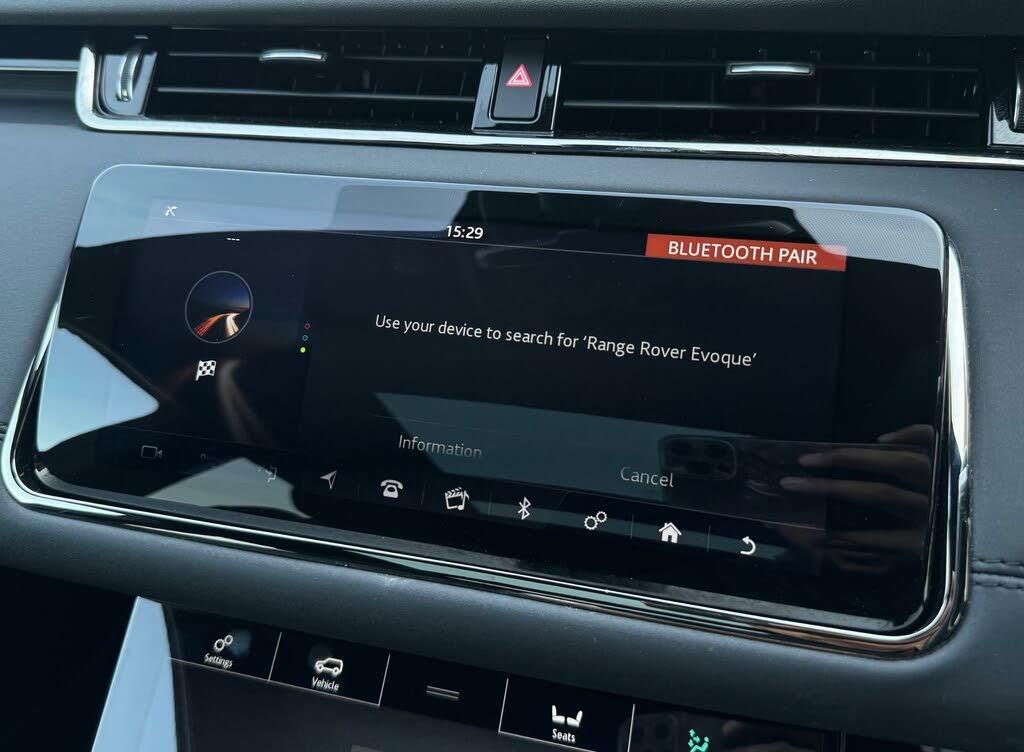 15:29
BLUETOOTH PAIR
---
Use your device to search for ‘Range Rover Evoque’
Information
Cancel
Settings
Vehicle
Seats